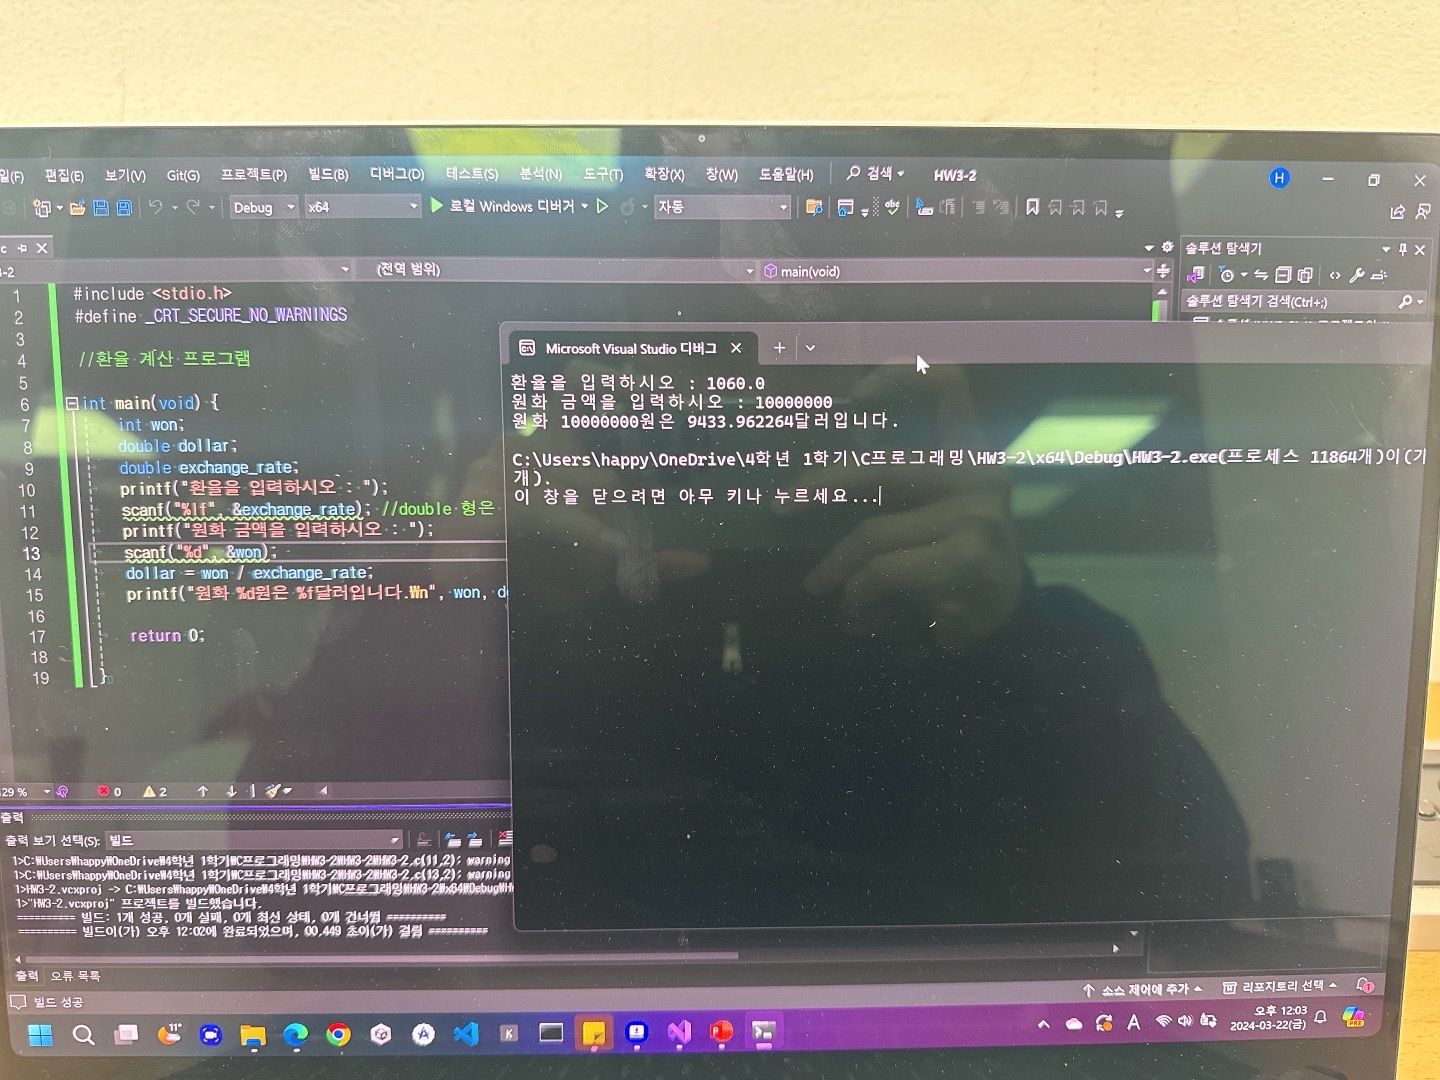 일(F) 편집(E) 보기(V) Git(G) 프로젝트(P) 빌드(B) 디버그(D) 테스트(S) 분석(N) 도구(T) 확장(X) 창(W) 도움말(H) 검색 HW3-2 H
Debug x64 로컬 Windows 디버거 자동
c
솔루션 탐색기
-2 (전역 범위) main(void)
솔루션 탐색기 검색(Ctrl+;)
1 #include <stdio.h>
2 #define _CRT_SECURE_NO_WARNINGS
3
4 //환율 계산 프로그램
5
6 int main(void) {
7 int won;
8 double dollar;
9 double exchange_rate;
10 printf("환율을 입력하시오 : ");
11 scanf("%lf", &exchange_rate); //double 형은
12 printf("원화 금액을 입력하시오 : ");
13 scanf("%d", &won);
14 dollar = won / exchange_rate;
15 printf("원화 %d원은 %f달러입니다.₩n", won, d
16
17 return 0;
18
19 }
Microsoft Visual Studio 디버그
환율을 입력하시오 : 1060.0
원화 금액을 입력하시오 : 10000000
원화 10000000원은 9433.962264달러입니다.
C:\Users\happy\OneDrive\4학년 1학기\C프로그래밍\HW3-2\x64\Debug\HW3-2.exe(프로세스 11864개)이(기
개).
이 창을 닫으려면 아무 키나 누르세요...
29 % 0 2
출력
출력 보기 선택(S): 빌드
1>C:₩Users₩happy₩OneDrive₩4학년 1학기₩C프로그래밍₩HW3-2₩HW3-2₩HW3-2.c(11,2): warning
1>C:₩Users₩happy₩OneDrive₩4학년 1학기₩C프로그래밍₩HW3-2₩HW3-2₩HW3-2.c(13,2): warning
1>HW3-2.vcxproj -> C:₩Users₩happy₩OneDrive₩4학년 1학기₩C프로그래밍₩HW3-2₩x64₩Debug₩H
1>"HW3-2.vcxproj" 프로젝트를 빌드했습니다.
========== 빌드: 1개 성공, 0개 실패, 0개 최신 상태, 0개 건너뜀 ==========
========== 빌드이(가) 오후 12:02에 완료되었으며, 00.449 초이(가) 걸림 ==========
출력 오류 목록
빌드 성공
소스 제어에 추가 리포지토리 선택 1
11°
A
오후 12:03
2024-03-22(금)
PRE